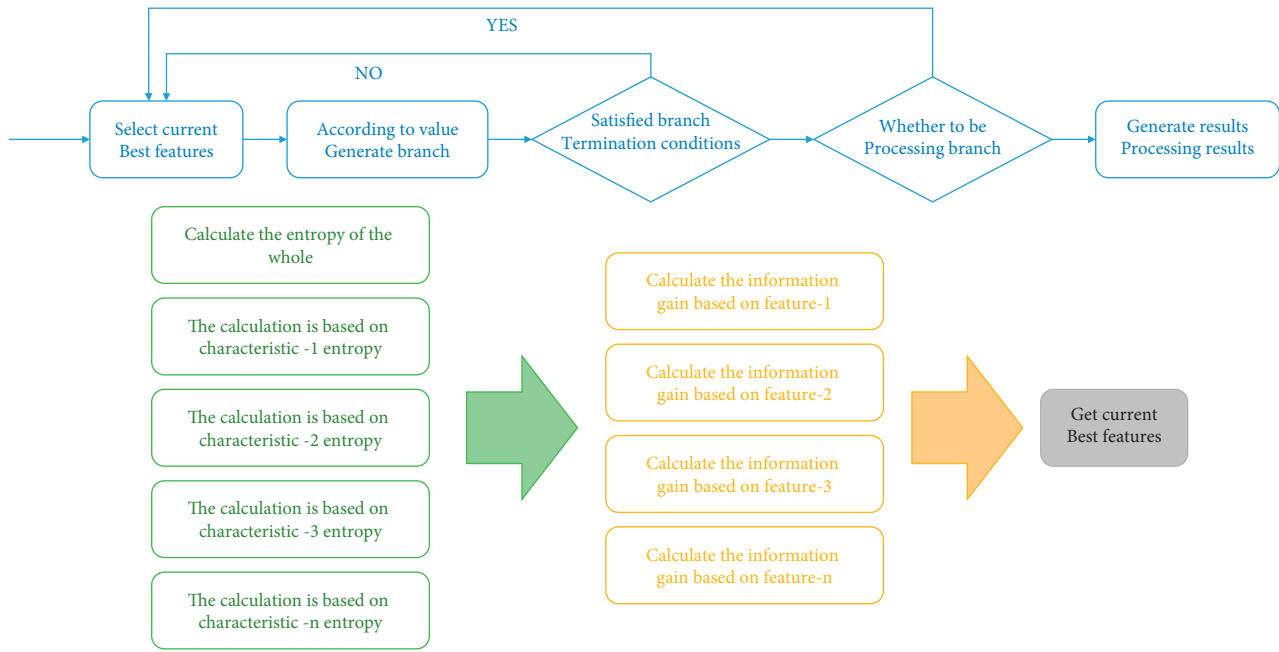 YES
NO
Select current
Best features
According to value
Generate branch
Satisfied branch
Termination conditions
Whether to be
Processing branch
Generate results
Processing results
Calculate the entropy of the
whole
The calculation is based on
characteristic -1 entropy
The calculation is based on
characteristic -2 entropy
The calculation is based on
characteristic -3 entropy
The calculation is based on
characteristic -n entropy
Calculate the information
gain based on feature-1
Calculate the information
gain based on feature-2
Calculate the information
gain based on feature-3
Calculate the information
gain based on feature-n
Get current
Best features